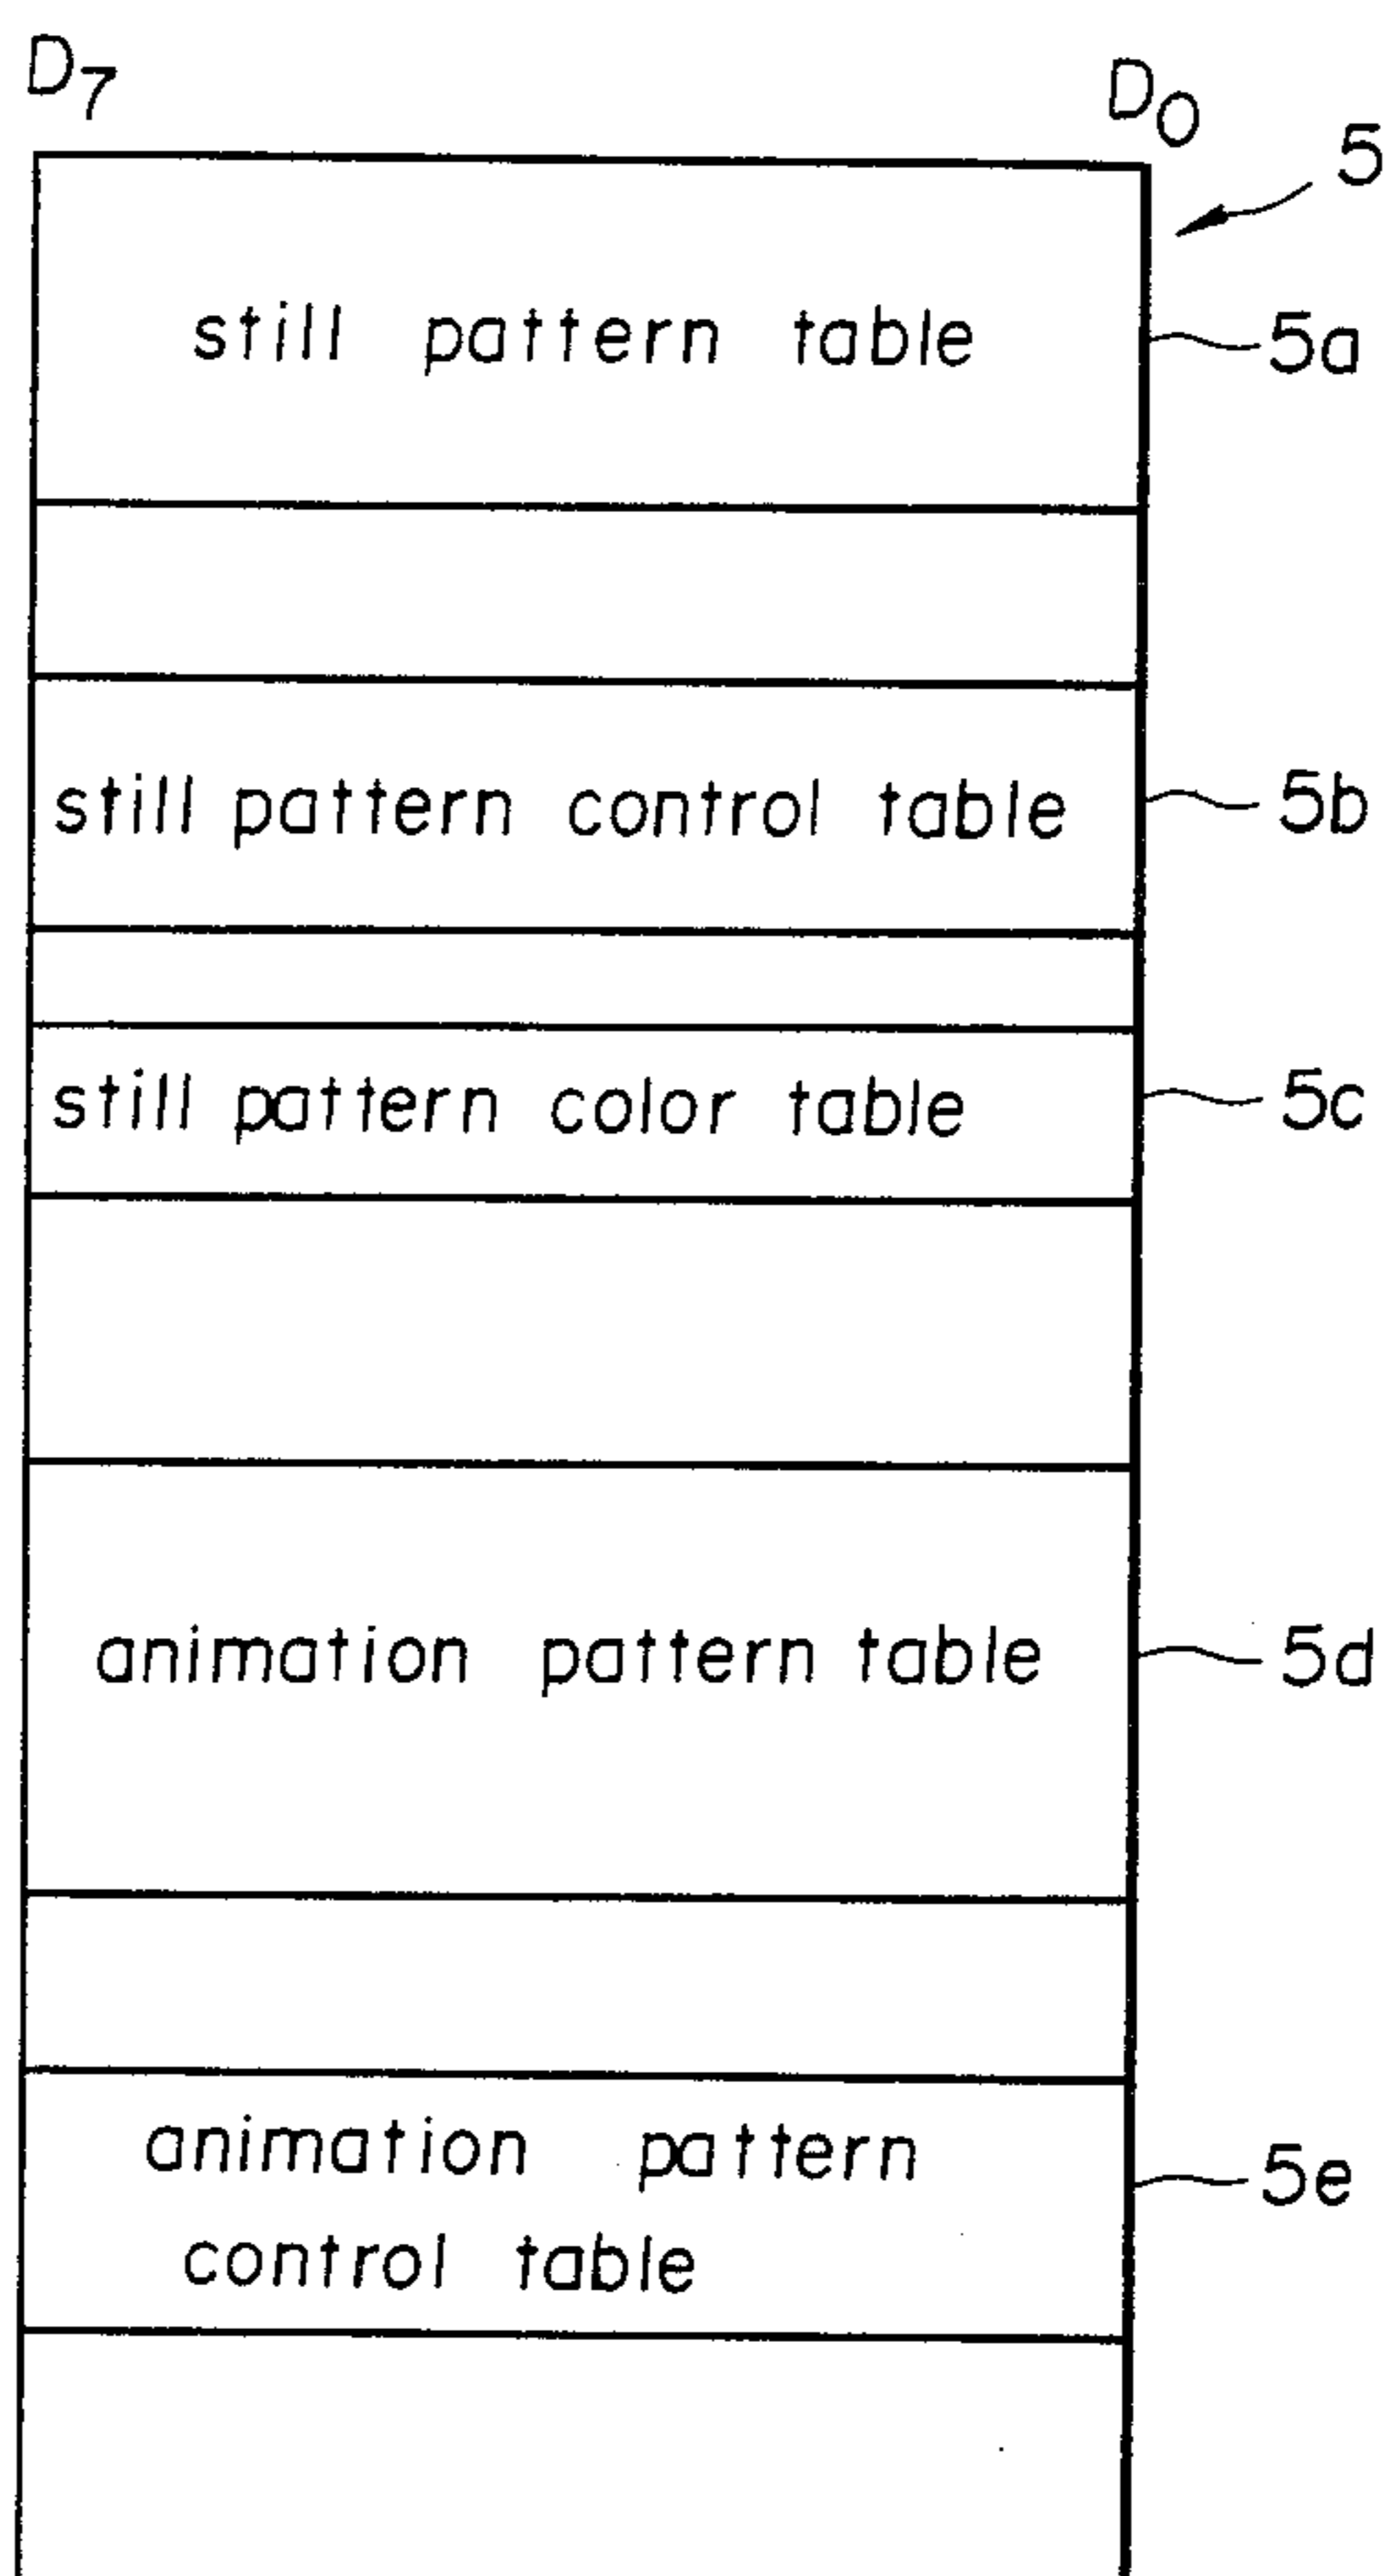 D7 D0
5
still pattern table 5a
still pattern control table 5b
still pattern color table 5c
animation pattern table 5d
animation pattern
control table 5e